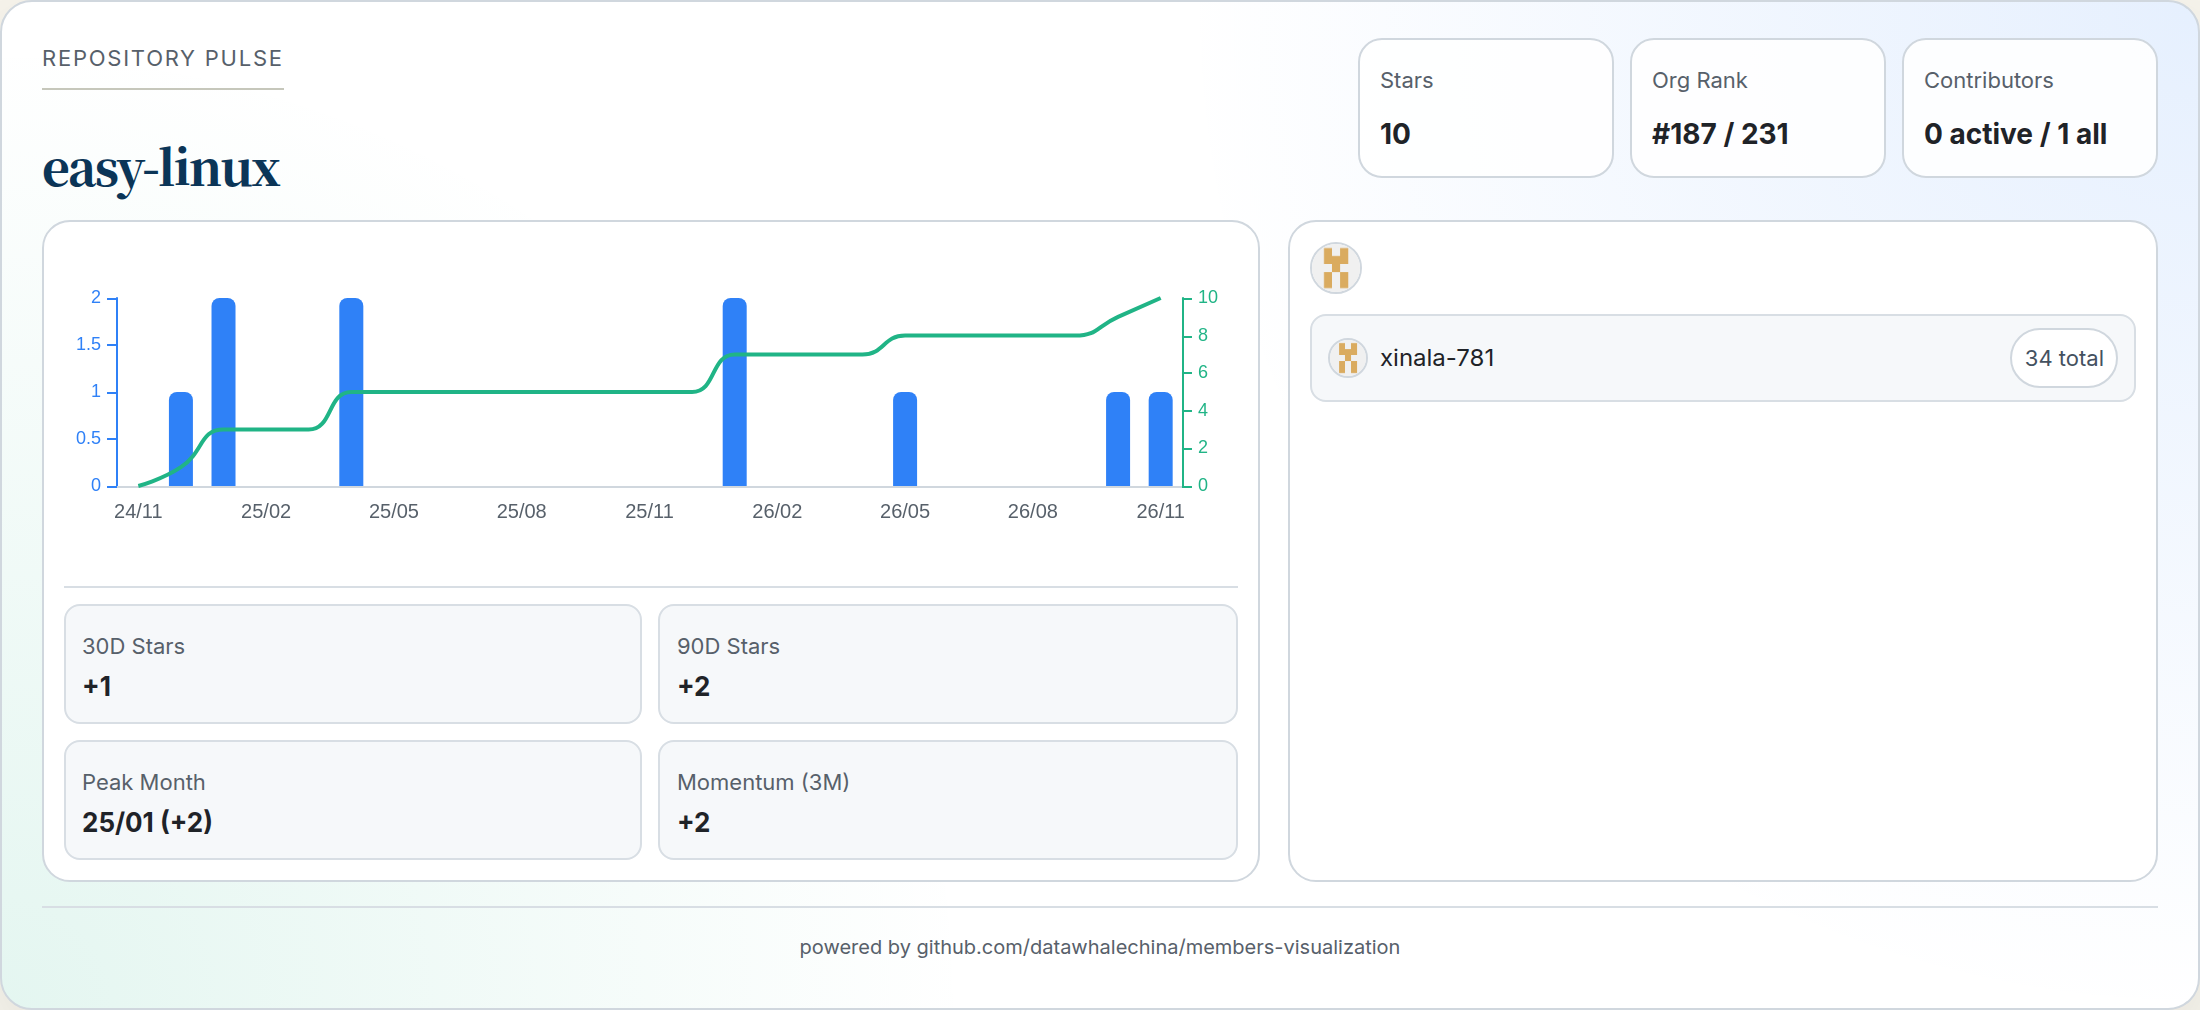 REPOSITORY PULSE
easy-linux
Stars
10
Org Rank
#187 / 231
Contributors
0 active / 1 all
2
1.5
1
0.5
0
10
8
6
4
2
0
24/11 25/02 25/05 25/08 25/11 26/02 26/05 26/08 26/11
30D Stars
+1
90D Stars
+2
Peak Month
25/01 (+2)
Momentum (3M)
+2
xinala-781
34 total
powered by github.com/datawhalechina/members-visualization